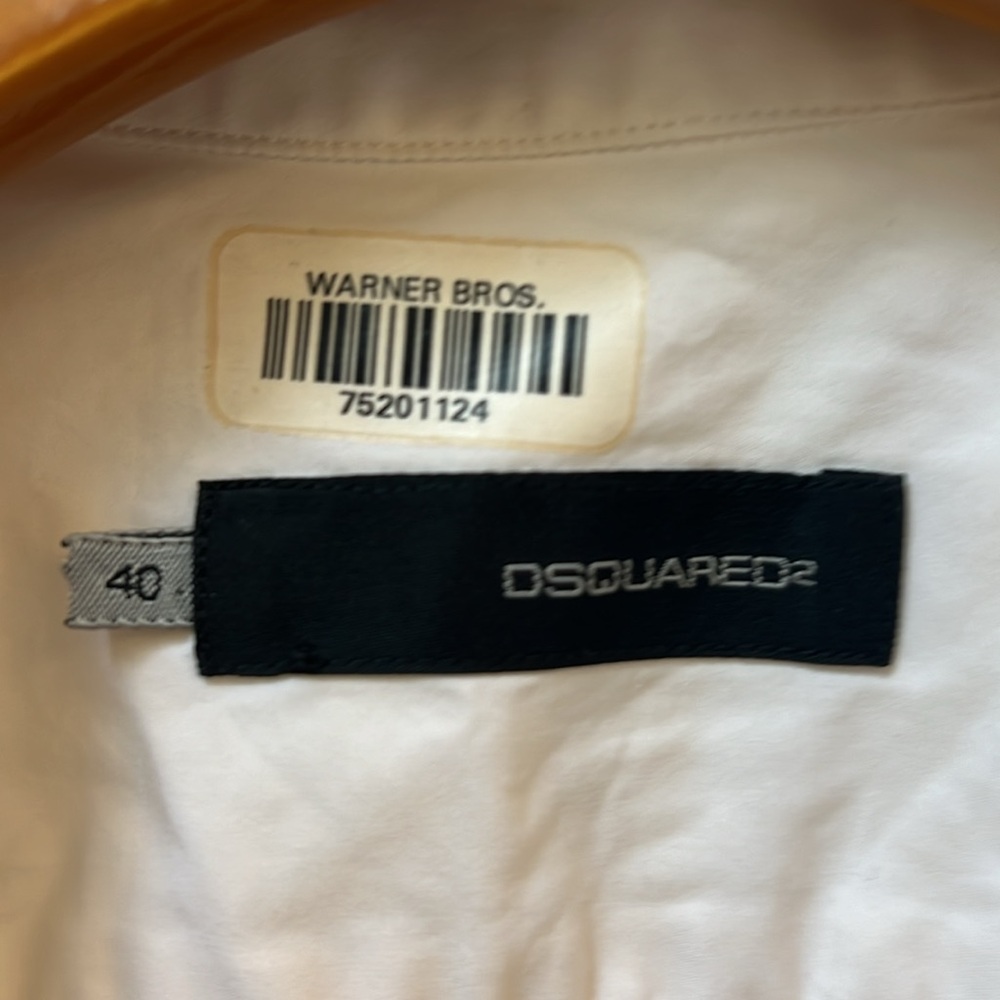 WARNER BROS.
75201124
40
DSQUARED2